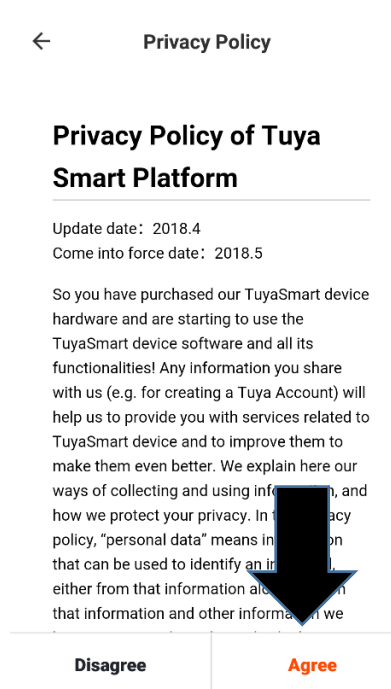 Privacy Policy
Privacy Policy of Tuya
Smart Platform
Update date：2018.4
Come into force date：2018.5
So you have purchased our TuyaSmart device
hardware and are starting to use the
TuyaSmart device software and all its
functionalities! Any information you share
with us (e.g. for creating a Tuya Account) will
help us to provide you with services related to
TuyaSmart device and to improve them to
make them even better. We explain here our
ways of collecting and using , and
how we protect your privacy. In
policy, “personal data” means
that can be used to identify an
either from that information
that information and other we
Disagree
Agree